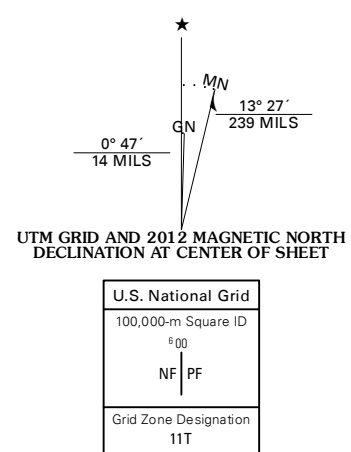 ★
MN
GN
13° 27´
239 MILS
0° 47´
14 MILS
UTM GRID AND 2012 MAGNETIC NORTH
DECLINATION AT CENTER OF SHEET
U.S. National Grid
100,000-m Square ID
⁶00
NF PF
Grid Zone Designation
11T